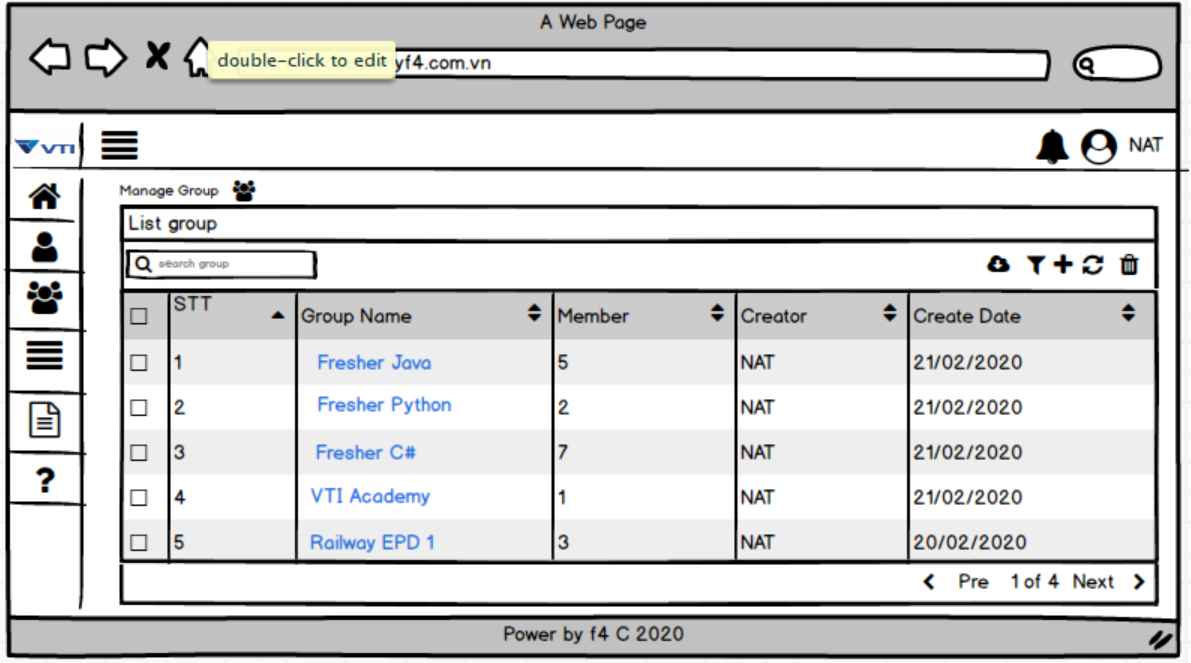 A Web Page
double-click to edit yf4.com.vn
VTI NAT
Manage Group
List group
search group
STT Group Name Member Creator Create Date
1 Fresher Java 5 NAT 21/02/2020
2 Fresher Python 2 NAT 21/02/2020
3 Fresher C# 7 NAT 21/02/2020
4 VTI Academy 1 NAT 21/02/2020
5 Railway EPD 1 3 NAT 20/02/2020
Pre 1 of 4 Next
Power by f4 C 2020